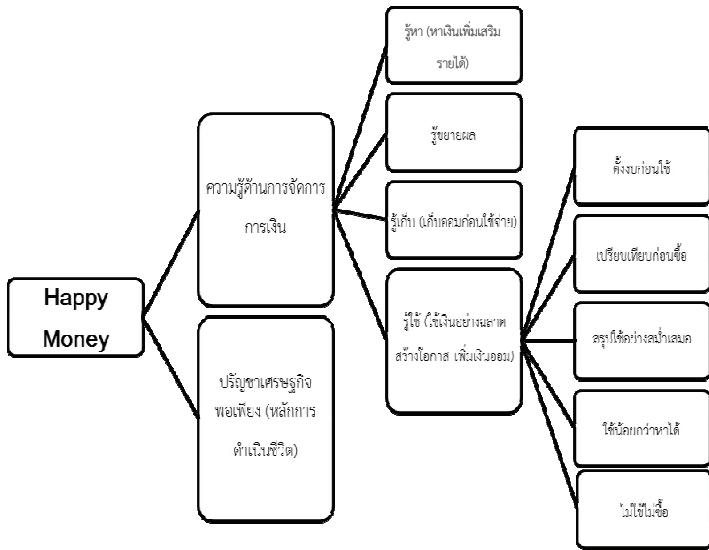 Happy
Money
ความรู้ด้านการจัดการ
การเงิน
ปรัชญาเศรษฐกิจ
พอเพียง (หลักการ
ดำเนินชีวิต)
รู้หา (หาเงินเพิ่มเสริม
รายได้)
รู้ขยายผล
รู้เก็บ (เก็บออมก่อนใช้จ่าย)
รู้ใช้ (ใช้เงินอย่างฉลาด
สร้างโอกาส เพิ่มเงินออม)
ตั้งงบก่อนใช้
เปรียบเทียบก่อนซื้อ
สรุปใช้อย่างสม่ำเสมอ
ใช้น้อยกว่าหาได้
ไม่ใช้ไม่ซื้อ